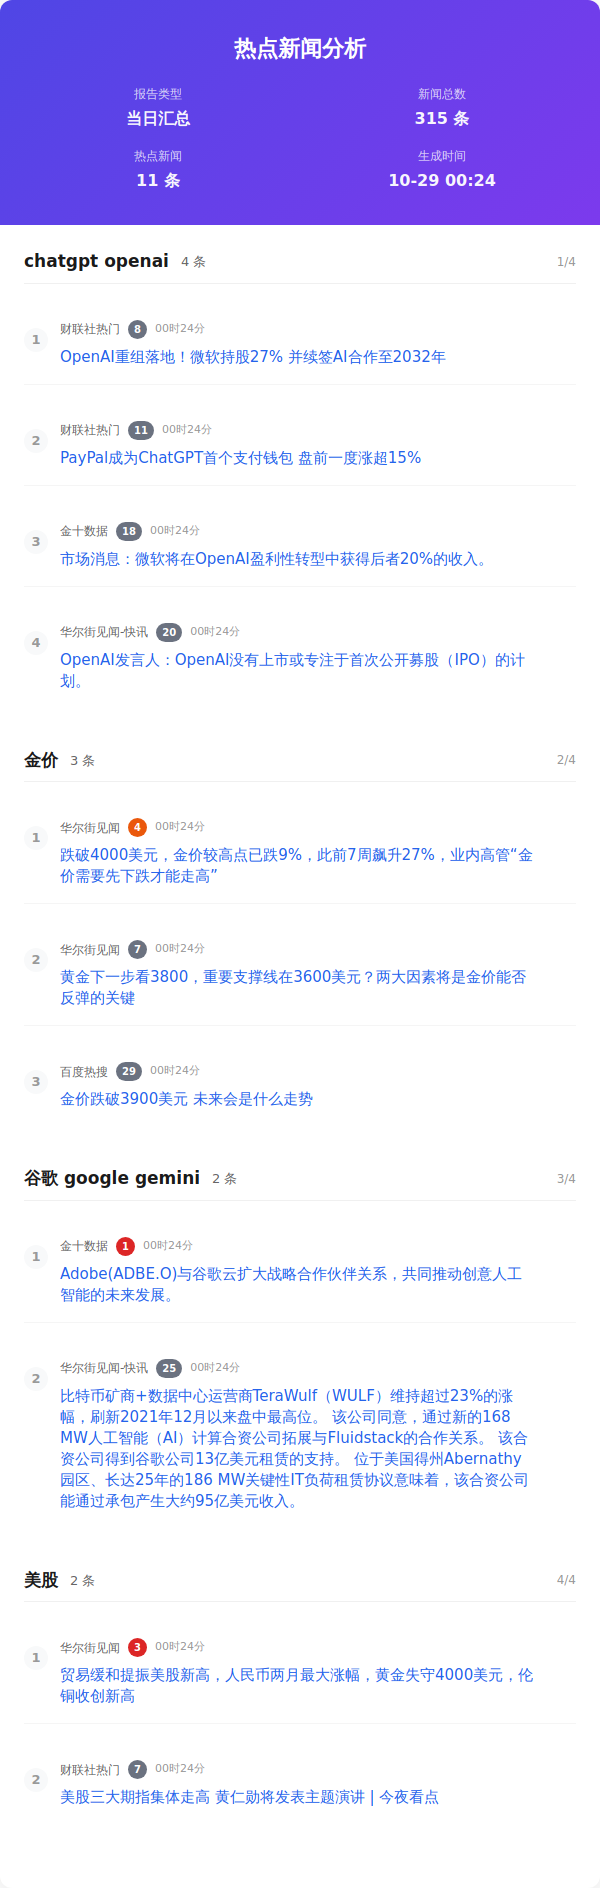 热点新闻分析
报告类型
当日汇总
新闻总数
315 条
热点新闻
11 条
生成时间
10-29 00:24
chatgpt openai 4 条 1/4
1
财联社热门 8 00时24分
OpenAI重组落地！微软持股27% 并续签AI合作至2032年
2
财联社热门 11 00时24分
PayPal成为ChatGPT首个支付钱包 盘前一度涨超15%
3
金十数据 18 00时24分
市场消息：微软将在OpenAI盈利性转型中获得后者20%的收入。
4
华尔街见闻-快讯 20 00时24分
OpenAI发言人：OpenAI没有上市或专注于首次公开募股（IPO）的计
划。
金价 3 条 2/4
1
华尔街见闻 4 00时24分
跌破4000美元，金价较高点已跌9%，此前7周飙升27%，业内高管“金
价需要先下跌才能走高”
2
华尔街见闻 7 00时24分
黄金下一步看3800，重要支撑线在3600美元？两大因素将是金价能否
反弹的关键
3
百度热搜 29 00时24分
金价跌破3900美元 未来会是什么走势
谷歌 google gemini 2 条 3/4
1
金十数据 1 00时24分
Adobe(ADBE.O)与谷歌云扩大战略合作伙伴关系，共同推动创意人工
智能的未来发展。
2
华尔街见闻-快讯 25 00时24分
比特币矿商+数据中心运营商TeraWulf（WULF）维持超过23%的涨
幅，刷新2021年12月以来盘中最高位。 该公司同意，通过新的168
MW人工智能（AI）计算合资公司拓展与Fluidstack的合作关系。 该合
资公司得到谷歌公司13亿美元租赁的支持。 位于美国得州Abernathy
园区、长达25年的186 MW关键性IT负荷租赁协议意味着，该合资公司
能通过承包产生大约95亿美元收入。
美股 2 条 4/4
1
华尔街见闻 3 00时24分
贸易缓和提振美股新高，人民币两月最大涨幅，黄金失守4000美元，伦
铜收创新高
2
财联社热门 7 00时24分
美股三大期指集体走高 黄仁勋将发表主题演讲 | 今夜看点